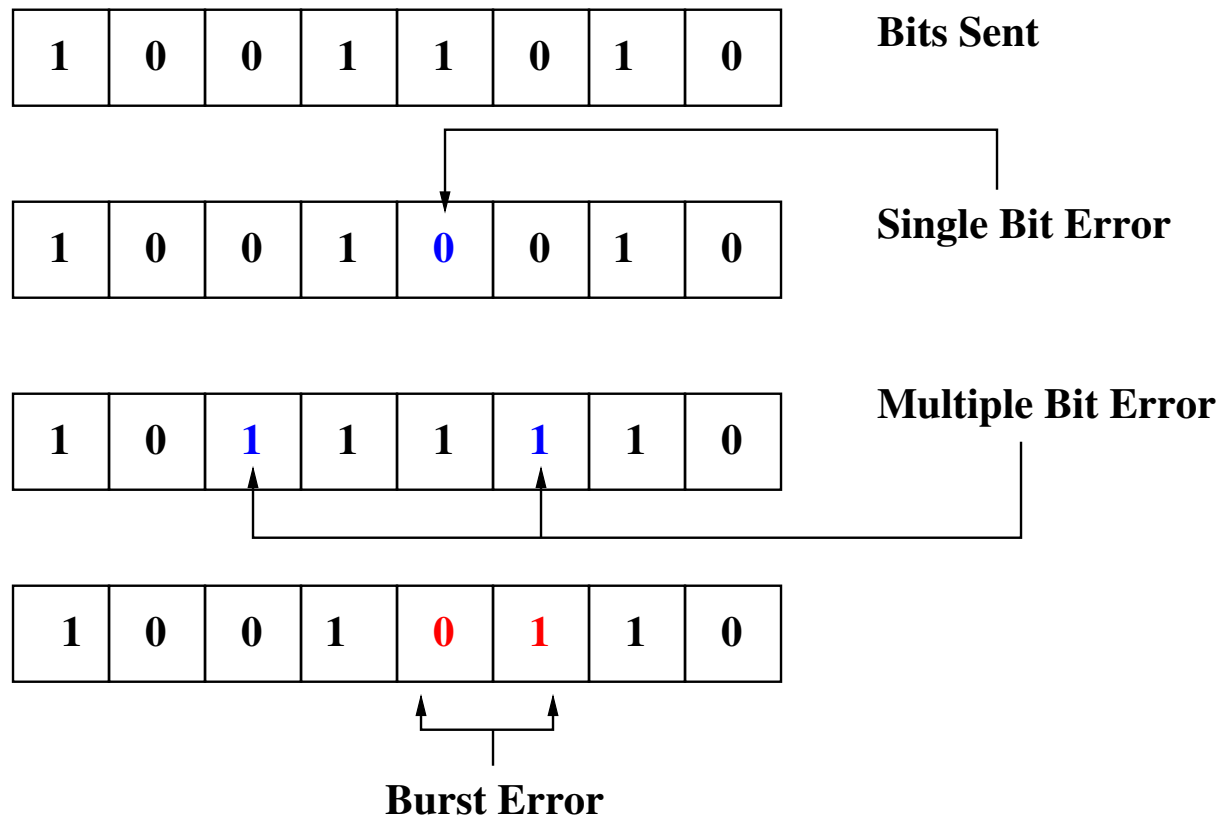 1 0 0 1 1 0 1 0 Bits Sent
1 0 0 1 0 0 1 0 Single Bit Error
1 0 1 1 1 1 1 0 Multiple Bit Error
1 0 0 1 0 1 1 0
Burst Error